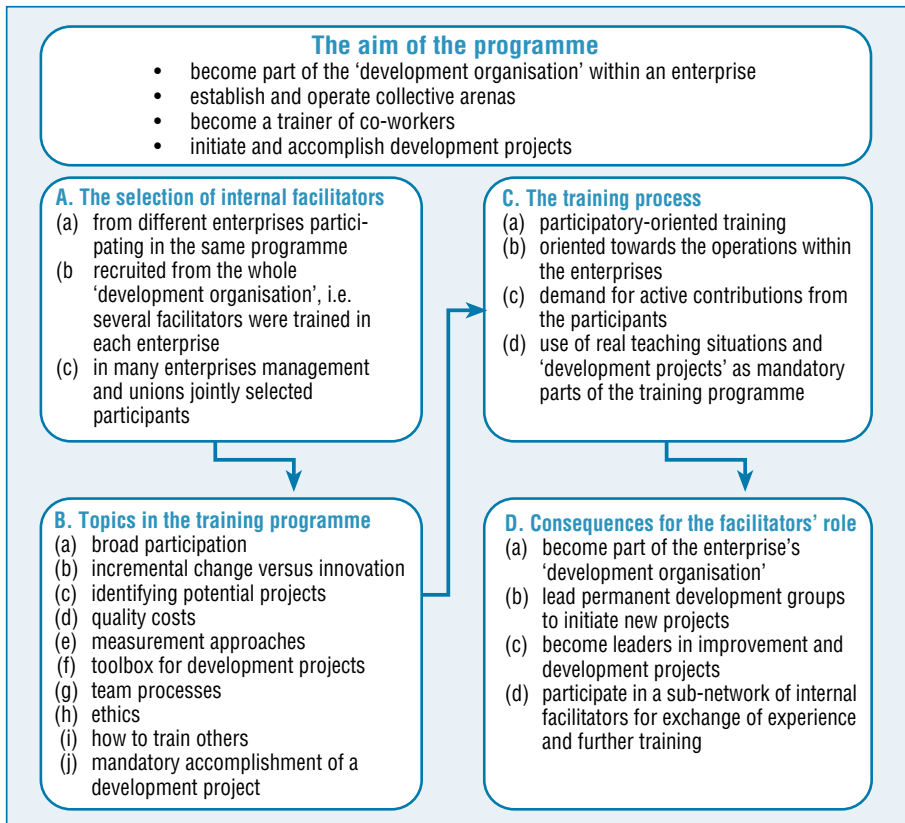 The aim of the programme
• become part of the ‘development organisation’ within an enterprise
• establish and operate collective arenas
• become a trainer of co-workers
• initiate and accomplish development projects
A. The selection of internal facilitators
(a) from different enterprises partici-
pating in the same programme
(b recruited from the whole
‘development organisation’, i.e.
several facilitators were trained in
each enterprise
(c) in many enterprises management
and unions jointly selected
participants
B. Topics in the training programme
(a) broad participation
(b) incremental change versus innovation
(c) identifying potential projects
(d) quality costs
(e) measurement approaches
(f) toolbox for development projects
(g) team processes
(h) ethics
(i) how to train others
(j) mandatory accomplishment of a
development project
C. The training process
(a) participatory-oriented training
(b) oriented towards the operations within
the enterprises
(c) demand for active contributions from
the participants
(d) use of real teaching situations and
‘development projects’ as mandatory
parts of the training programme
D. Consequences for the facilitators’ role
(a) become part of the enterprise’s
‘development organisation’
(b) lead permanent development groups
to initiate new projects
(c) become leaders in improvement and
development projects
(d) participate in a sub-network of internal
facilitators for exchange of experience
and further training